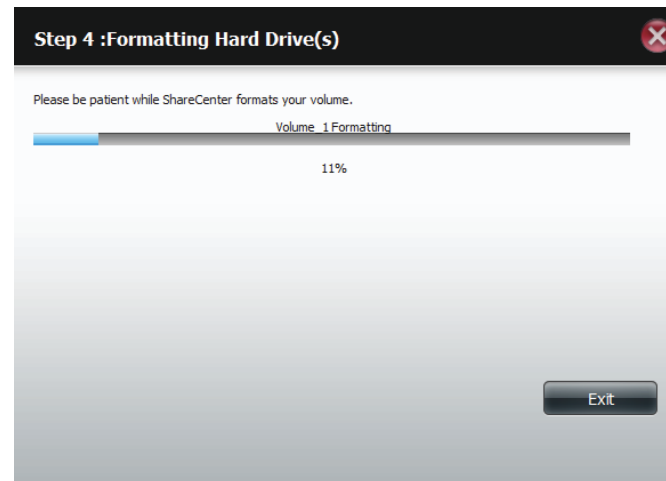 Step 4 :Formatting Hard Drive(s)
Please be patient while ShareCenter formats your volume.
Volume_1 Formatting
11%
Exit